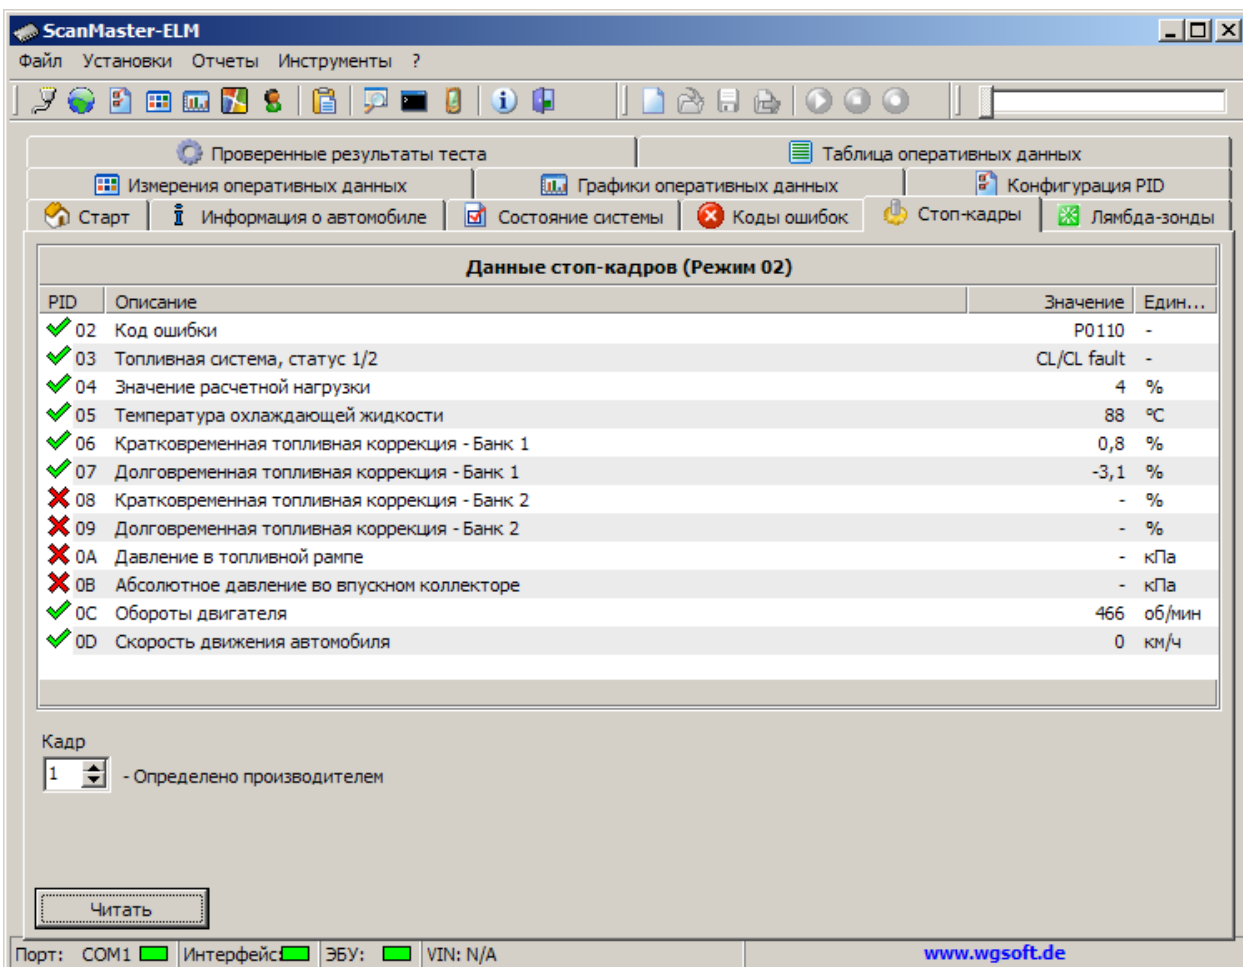 ScanMaster-ELM
Файл Установки Отчеты Инструменты ?
Проверенные результаты теста Таблица оперативных данных
Измерения оперативных данных Графики оперативных данных Конфигурация PID
Старт Информация о автомобиле Состояние системы Коды ошибок Стоп-кадры Лямбда-зонды
Данные стоп-кадров (Режим 02)
PID Описание Значение Един...
02 Код ошибки P0110 -
03 Топливная система, статус 1/2 CL/CL fault -
04 Значение расчетной нагрузки 4 %
05 Температура охлаждающей жидкости 88 °C
06 Кратковременная топливная коррекция - Банк 1 0,8 %
07 Долговременная топливная коррекция - Банк 1 -3,1 %
08 Кратковременная топливная коррекция - Банк 2 - %
09 Долговременная топливная коррекция - Банк 2 - %
0A Давление в топливной рампе - кПа
0B Абсолютное давление во впускном коллекторе - кПа
0C Обороты двигателя 466 об/мин
0D Скорость движения автомобиля 0 км/ч
Кадр
1 - Определено производителем
Читать
Порт: COM1 Интерфейс: ЭБУ: VIN: N/A www.wgsoft.de